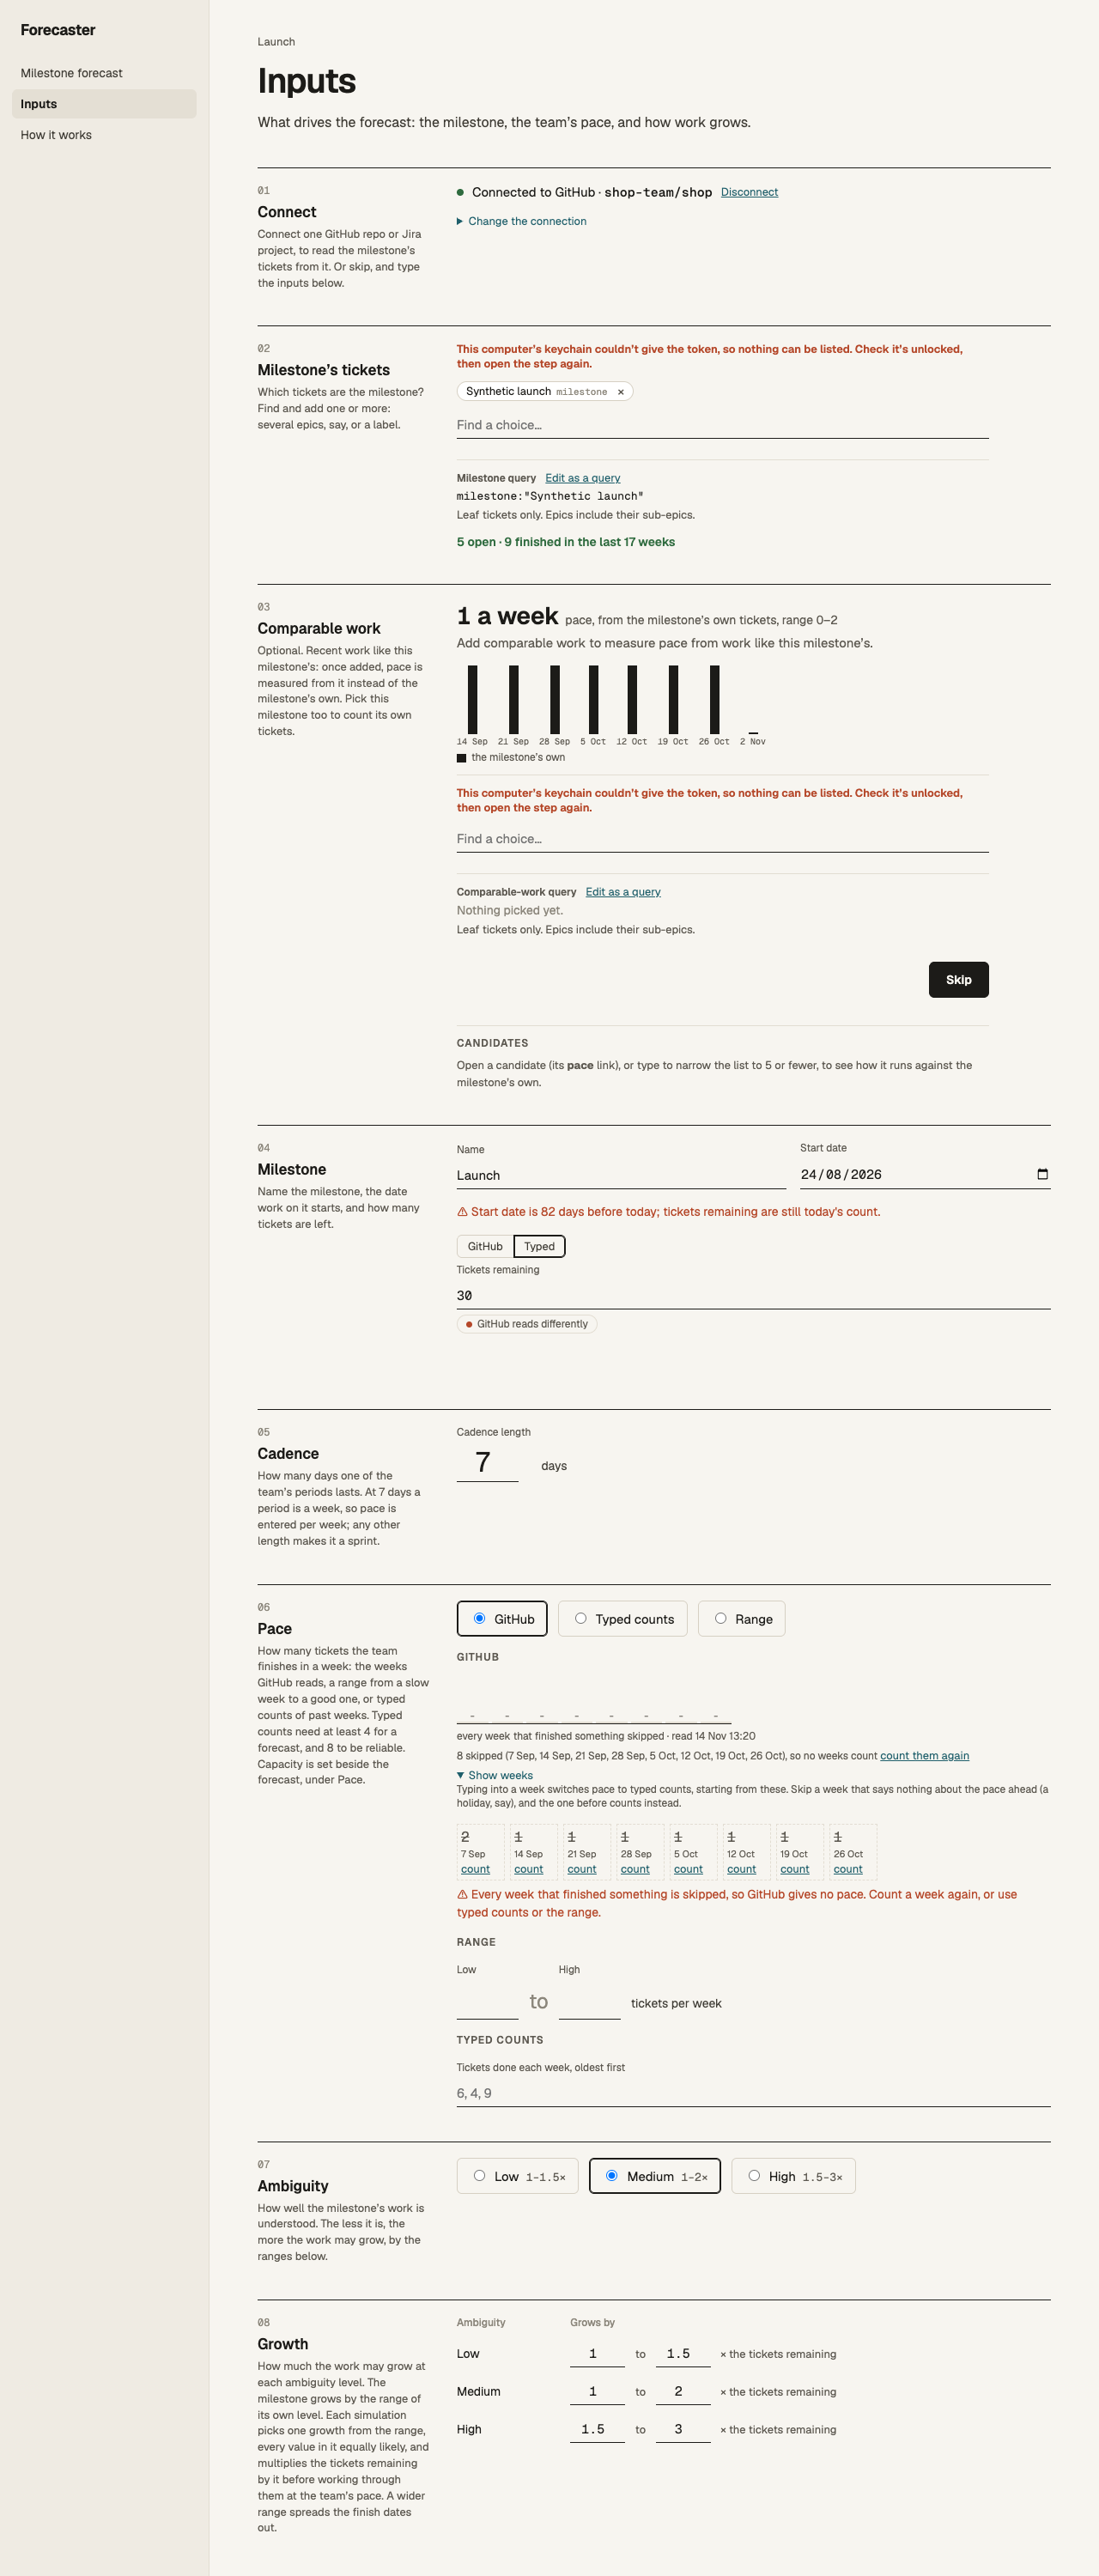 Forecaster
Milestone forecast
Inputs
How it works
Launch
Inputs
What drives the forecast: the milestone, the team's pace, and how work grows.
01
Connect
Connect one GitHub repo or Jira
project, to read the milestone's
tickets from it. Or skip, and type
the inputs below.
Connected to GitHub · shop-team/shop Disconnect
▶ Change the connection
02
Milestone's tickets
Which tickets are the milestone?
Find and add one or more:
several epics, say, or a label.
This computer's keychain couldn't give the token, so nothing can be listed. Check it's unlocked,
then open the step again.
Synthetic launch milestone ×
Find a choice…
Milestone query Edit as a query
milestone:"Synthetic launch"
Leaf tickets only. Epics include their sub-epics.
5 open · 9 finished in the last 17 weeks
03
Comparable work
Optional. Recent work like this
milestone's: once added, pace is
measured from it instead of the
milestone's own. Pick this
milestone too to count its own
tickets.
1 a week pace, from the milestone's own tickets, range 0–2
Add comparable work to measure pace from work like this milestone's.
14 Sep 21 Sep 28 Sep 5 Oct 12 Oct 19 Oct 26 Oct 2 Nov
the milestone's own
This computer's keychain couldn't give the token, so nothing can be listed. Check it's unlocked,
then open the step again.
Find a choice…
Comparable-work query Edit as a query
Nothing picked yet.
Leaf tickets only. Epics include their sub-epics.
Skip
CANDIDATES
Open a candidate (its pace link), or type to narrow the list to 5 or fewer, to see how it runs against the
milestone's own.
04
Milestone
Name the milestone, the date
work on it starts, and how many
tickets are left.
Name
Start date
Launch
24/08/2026
⚠ Start date is 82 days before today; tickets remaining are still today's count.
GitHub Typed
Tickets remaining
30
GitHub reads differently
05
Cadence
How many days one of the
team's periods lasts. At 7 days a
period is a week, so pace is
entered per week; any other
length makes it a sprint.
Cadence length
7 days
06
Pace
How many tickets the team
finishes in a week: the weeks
GitHub reads, a range from a slow
week to a good one, or typed
counts of past weeks. Typed
counts need at least 4 for a
forecast, and 8 to be reliable.
Capacity is set beside the
forecast, under Pace.
GitHub Typed counts Range
GITHUB
- - - - - - - -
every week that finished something skipped · read 14 Nov 13:20
8 skipped (7 Sep, 14 Sep, 21 Sep, 28 Sep, 5 Oct, 12 Oct, 19 Oct, 26 Oct), so no weeks count count them again
▼ Show weeks
Typing into a week switches pace to typed counts, starting from these. Skip a week that says nothing about the pace ahead (a
holiday, say), and the one before counts instead.
2 1 1 1 1 1 1 1
7 Sep 14 Sep 21 Sep 28 Sep 5 Oct 12 Oct 19 Oct 26 Oct
count count count count count count count count
⚠ Every week that finished something is skipped, so GitHub gives no pace. Count a week again, or use
typed counts or the range.
RANGE
Low High
to tickets per week
TYPED COUNTS
Tickets done each week, oldest first
6, 4, 9
07
Ambiguity
How well the milestone's work is
understood. The less it is, the
more the work may grow, by the
ranges below.
Low 1–1.5×
Medium 1–2×
High 1.5–3×
08
Growth
How much the work may grow at
each ambiguity level. The
milestone grows by the range of
its own level. Each simulation
picks one growth from the range,
every value in it equally likely, and
multiplies the tickets remaining
by it before working through
them at the team's pace. A wider
range spreads the finish dates
out.
Ambiguity Grows by
Low 1 to 1.5 × the tickets remaining
Medium 1 to 2 × the tickets remaining
High 1.5 to 3 × the tickets remaining